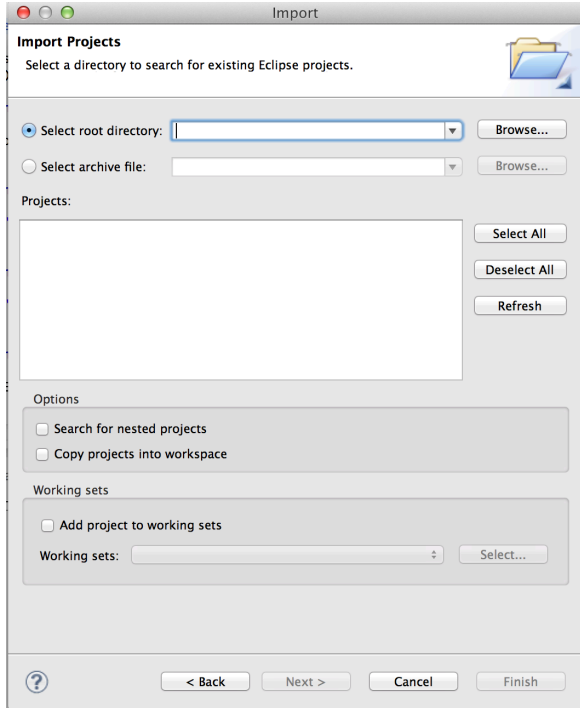 Import
Import Projects
Select a directory to search for existing Eclipse projects.
Select root directory: Browse...
Select archive file: Browse...
Projects:
Select All
Deselect All
Refresh
Options
Search for nested projects
Copy projects into workspace
Working sets
Add project to working sets
Working sets: Select...
? < Back Next > Cancel Finish